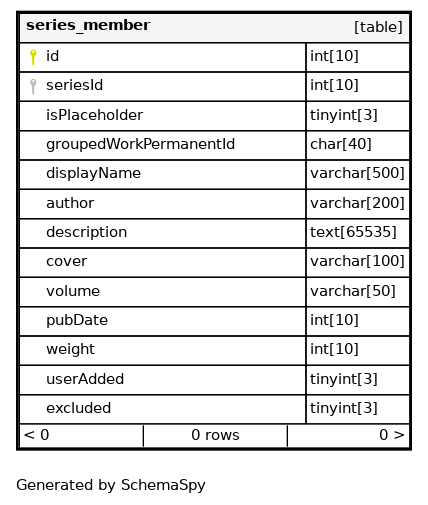 series_member [table]
id int[10]
seriesId int[10]
isPlaceholder tinyint[3]
groupedWorkPermanentId char[40]
displayName varchar[500]
author varchar[200]
description text[65535]
cover varchar[100]
volume varchar[50]
pubDate int[10]
weight int[10]
userAdded tinyint[3]
excluded tinyint[3]
< 0 0 rows 0 >
Generated by SchemaSpy